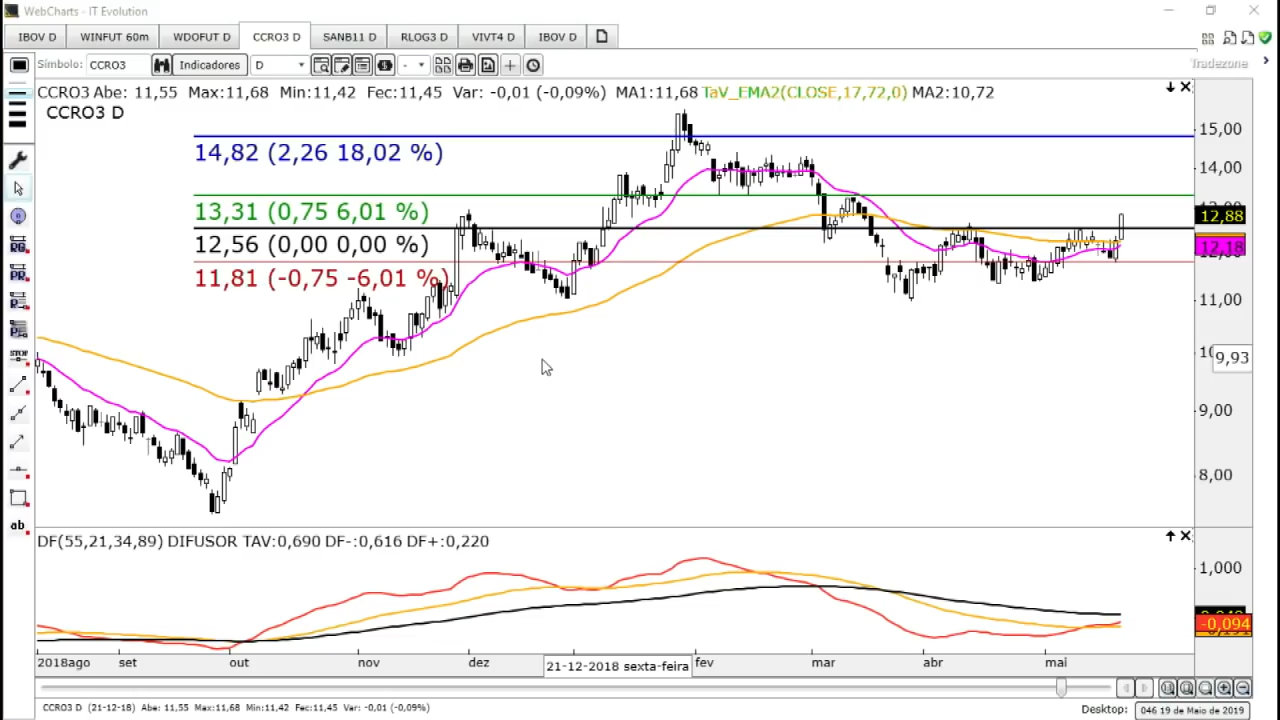 WebCharts - IT Evolution
IBOV D WINFUT 60m WDOFUT D CCRO3 D SANB11 D RLOG3 D VIVT4 D IBOV D
Símbolo: CCRO3 Indicadores D - Tradezone
CCRO3 Abe: 11,55 Max:11,68 Min:11,42 Fec:11,45 Var: -0,01 (-0,09%) MA1:11,68 TaV_EMA2(CLOSE,17,72,0) MA2:10,72
CCRO3 D
15,00
14,82 (2,26 18,02 %)
14,00
13,31 (0,75 6,01 %)
12,88
12,56 (0,00 0,00 %)
12,18
11,81 (-0,75 -6,01 %)
11,00
9,93
9,00
8,00
RG
PR
STOP
ab
DF(55,21,34,89) DIFUSOR TAV:0,690 DF-:0,616 DF+:0,220
1,000
-0,094
2018ago set out nov dez 21-12-2018 sexta-feira fev mar abr mai
CCRO3 D (21-12-18) Abe: 11,55 Max:11,68 Min:11,42 Fec:11,45 Var: -0,01 (-0,09%)
Desktop: 046 19 de Maio de 2019